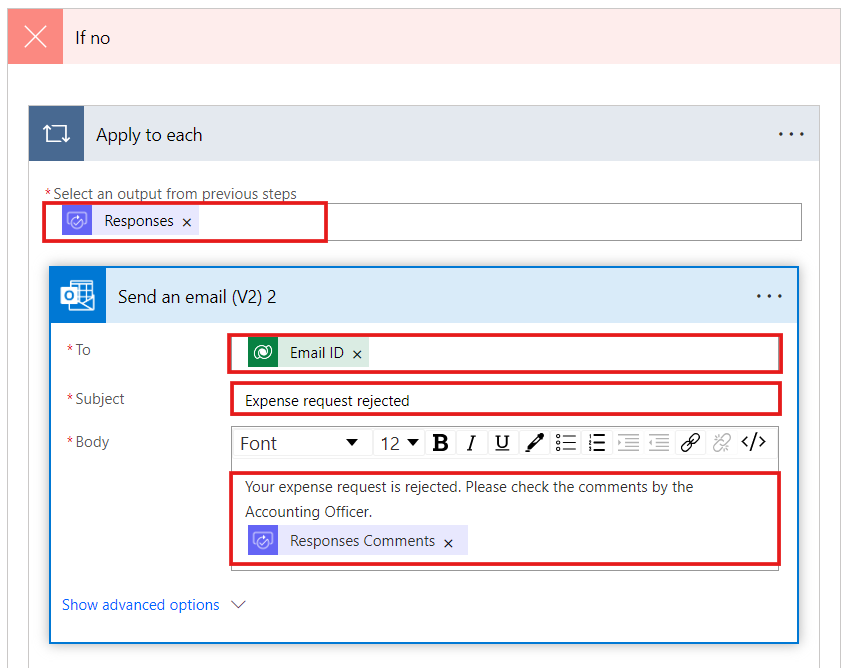 If no
Apply to each
*Select an output from previous steps
Responses ×
Send an email (V2) 2
*To
Email ID ×
*Subject
Expense request rejected
*Body
Font 12 B I U </>
Your expense request is rejected. Please check the comments by the
Accounting Officer.
Responses Comments ×
Show advanced options